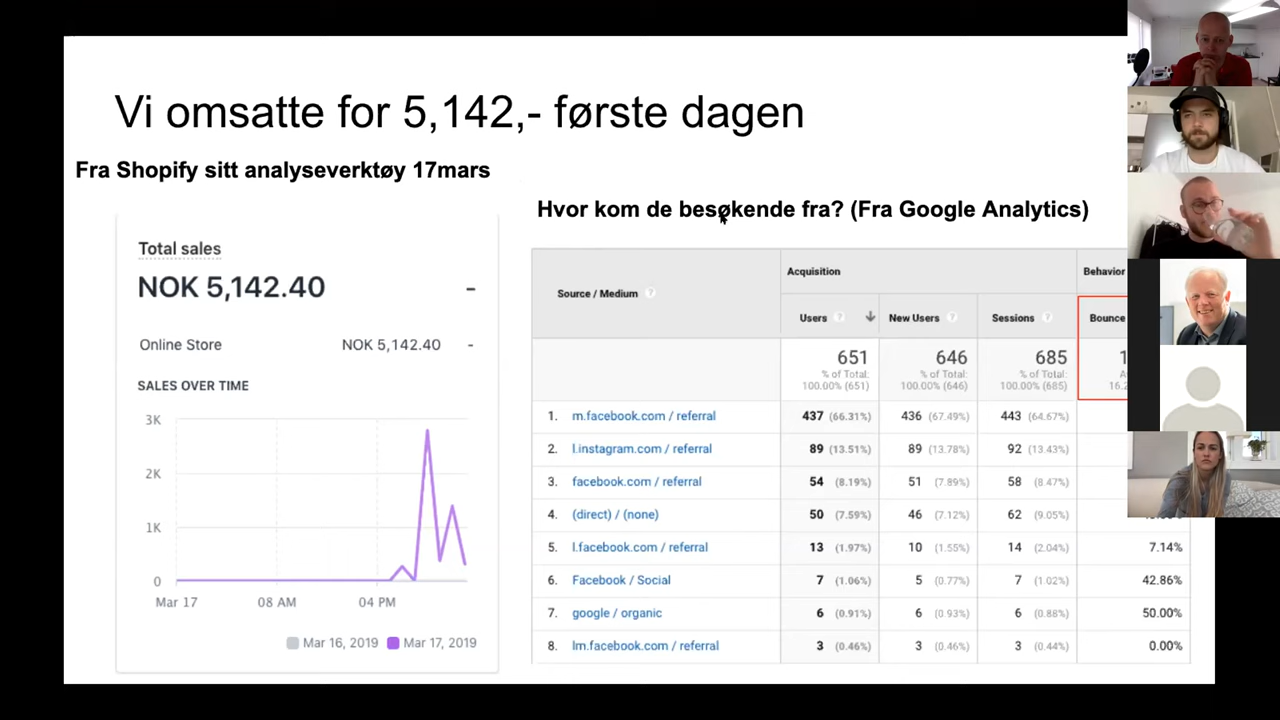 Vi omsatte for 5,142,- første dagen
Fra Shopify sitt analyseverktøy 17mars
Total sales
NOK 5,142.40 -
Online Store NOK 5,142.40 -
SALES OVER TIME
3K
2K
1K
0
Mar 17 08 AM 04 PM
Mar 16, 2019 Mar 17, 2019
Hvor kom de besøkende fra? (Fra Google Analytics)
Acquisition Behavior
Source / Medium ? Users ? New Users ? Sessions ? Bounce
651 646 685
% of Total: % of Total: % of Total:
100.00% (651) 100.00% (646) 100.00% (685)
1. m.facebook.com / referral 437 (66.31%) 436 (67.49%) 443 (64.67%)
2. l.instagram.com / referral 89 (13.51%) 89 (13.78%) 92 (13.43%)
3. facebook.com / referral 54 (8.19%) 51 (7.89%) 58 (8.47%)
4. (direct) / (none) 50 (7.59%) 46 (7.12%) 62 (9.05%)
5. l.facebook.com / referral 13 (1.97%) 10 (1.55%) 14 (2.04%) 7.14%
6. Facebook / Social 7 (1.06%) 5 (0.77%) 7 (1.02%) 42.86%
7. google / organic 6 (0.91%) 6 (0.93%) 6 (0.88%) 50.00%
8. lm.facebook.com / referral 3 (0.46%) 3 (0.46%) 3 (0.44%) 0.00%